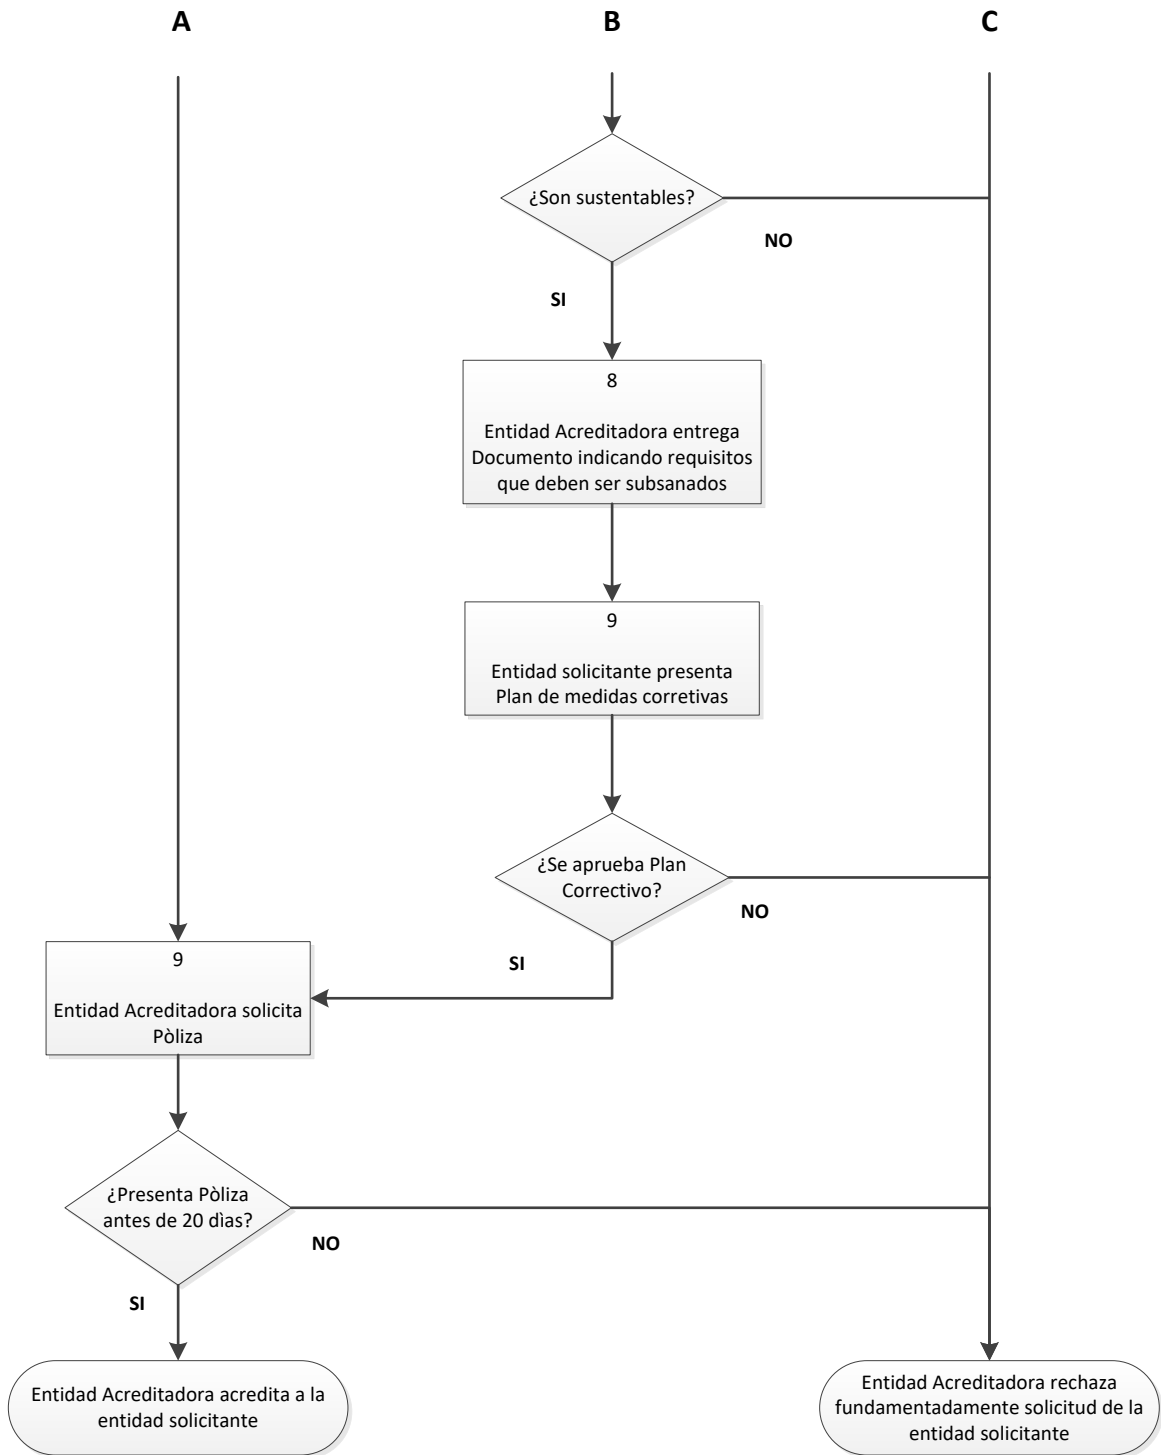 A
B
C
¿Son sustentables?
NO
SI
8
Entidad Acreditadora entrega
Documento indicando requisitos
que deben ser subsanados
9
Entidad solicitante presenta
Plan de medidas corretivas
¿Se aprueba Plan
Correctivo?
NO
SI
9
Entidad Acreditadora solicita
Pòliza
¿Presenta Pòliza
antes de 20 dìas?
NO
SI
Entidad Acreditadora acredita a la
entidad solicitante
Entidad Acreditadora rechaza
fundamentadamente solicitud de la
entidad solicitante